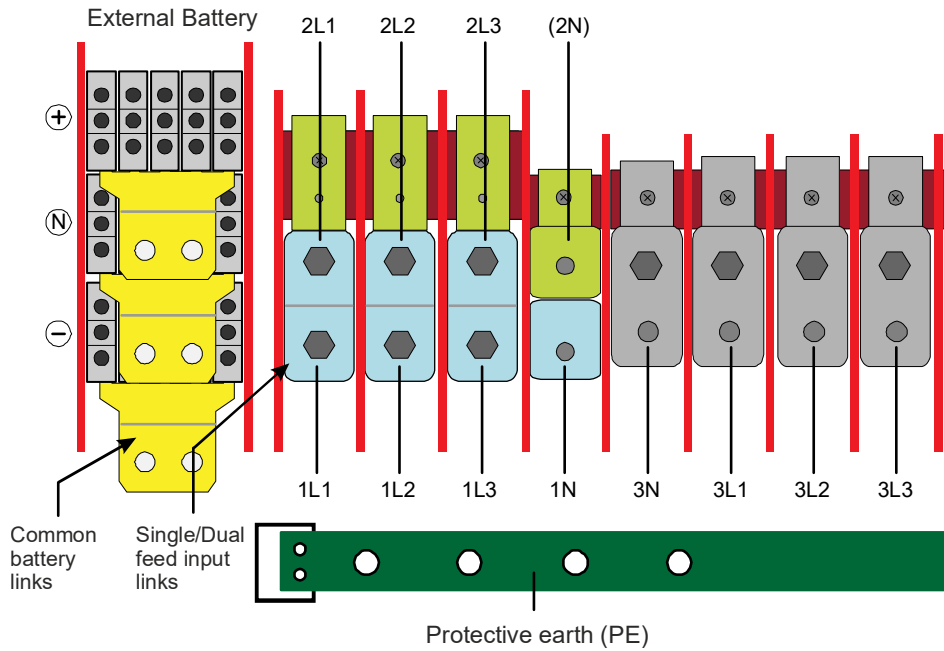 External Battery
2L1
2L2
2L3
(2N)
+
N
−
1L1
1L2
1L3
1N
3N
3L1
3L2
3L3
Common
battery
links
Single/Dual
feed input
links
Protective earth (PE)